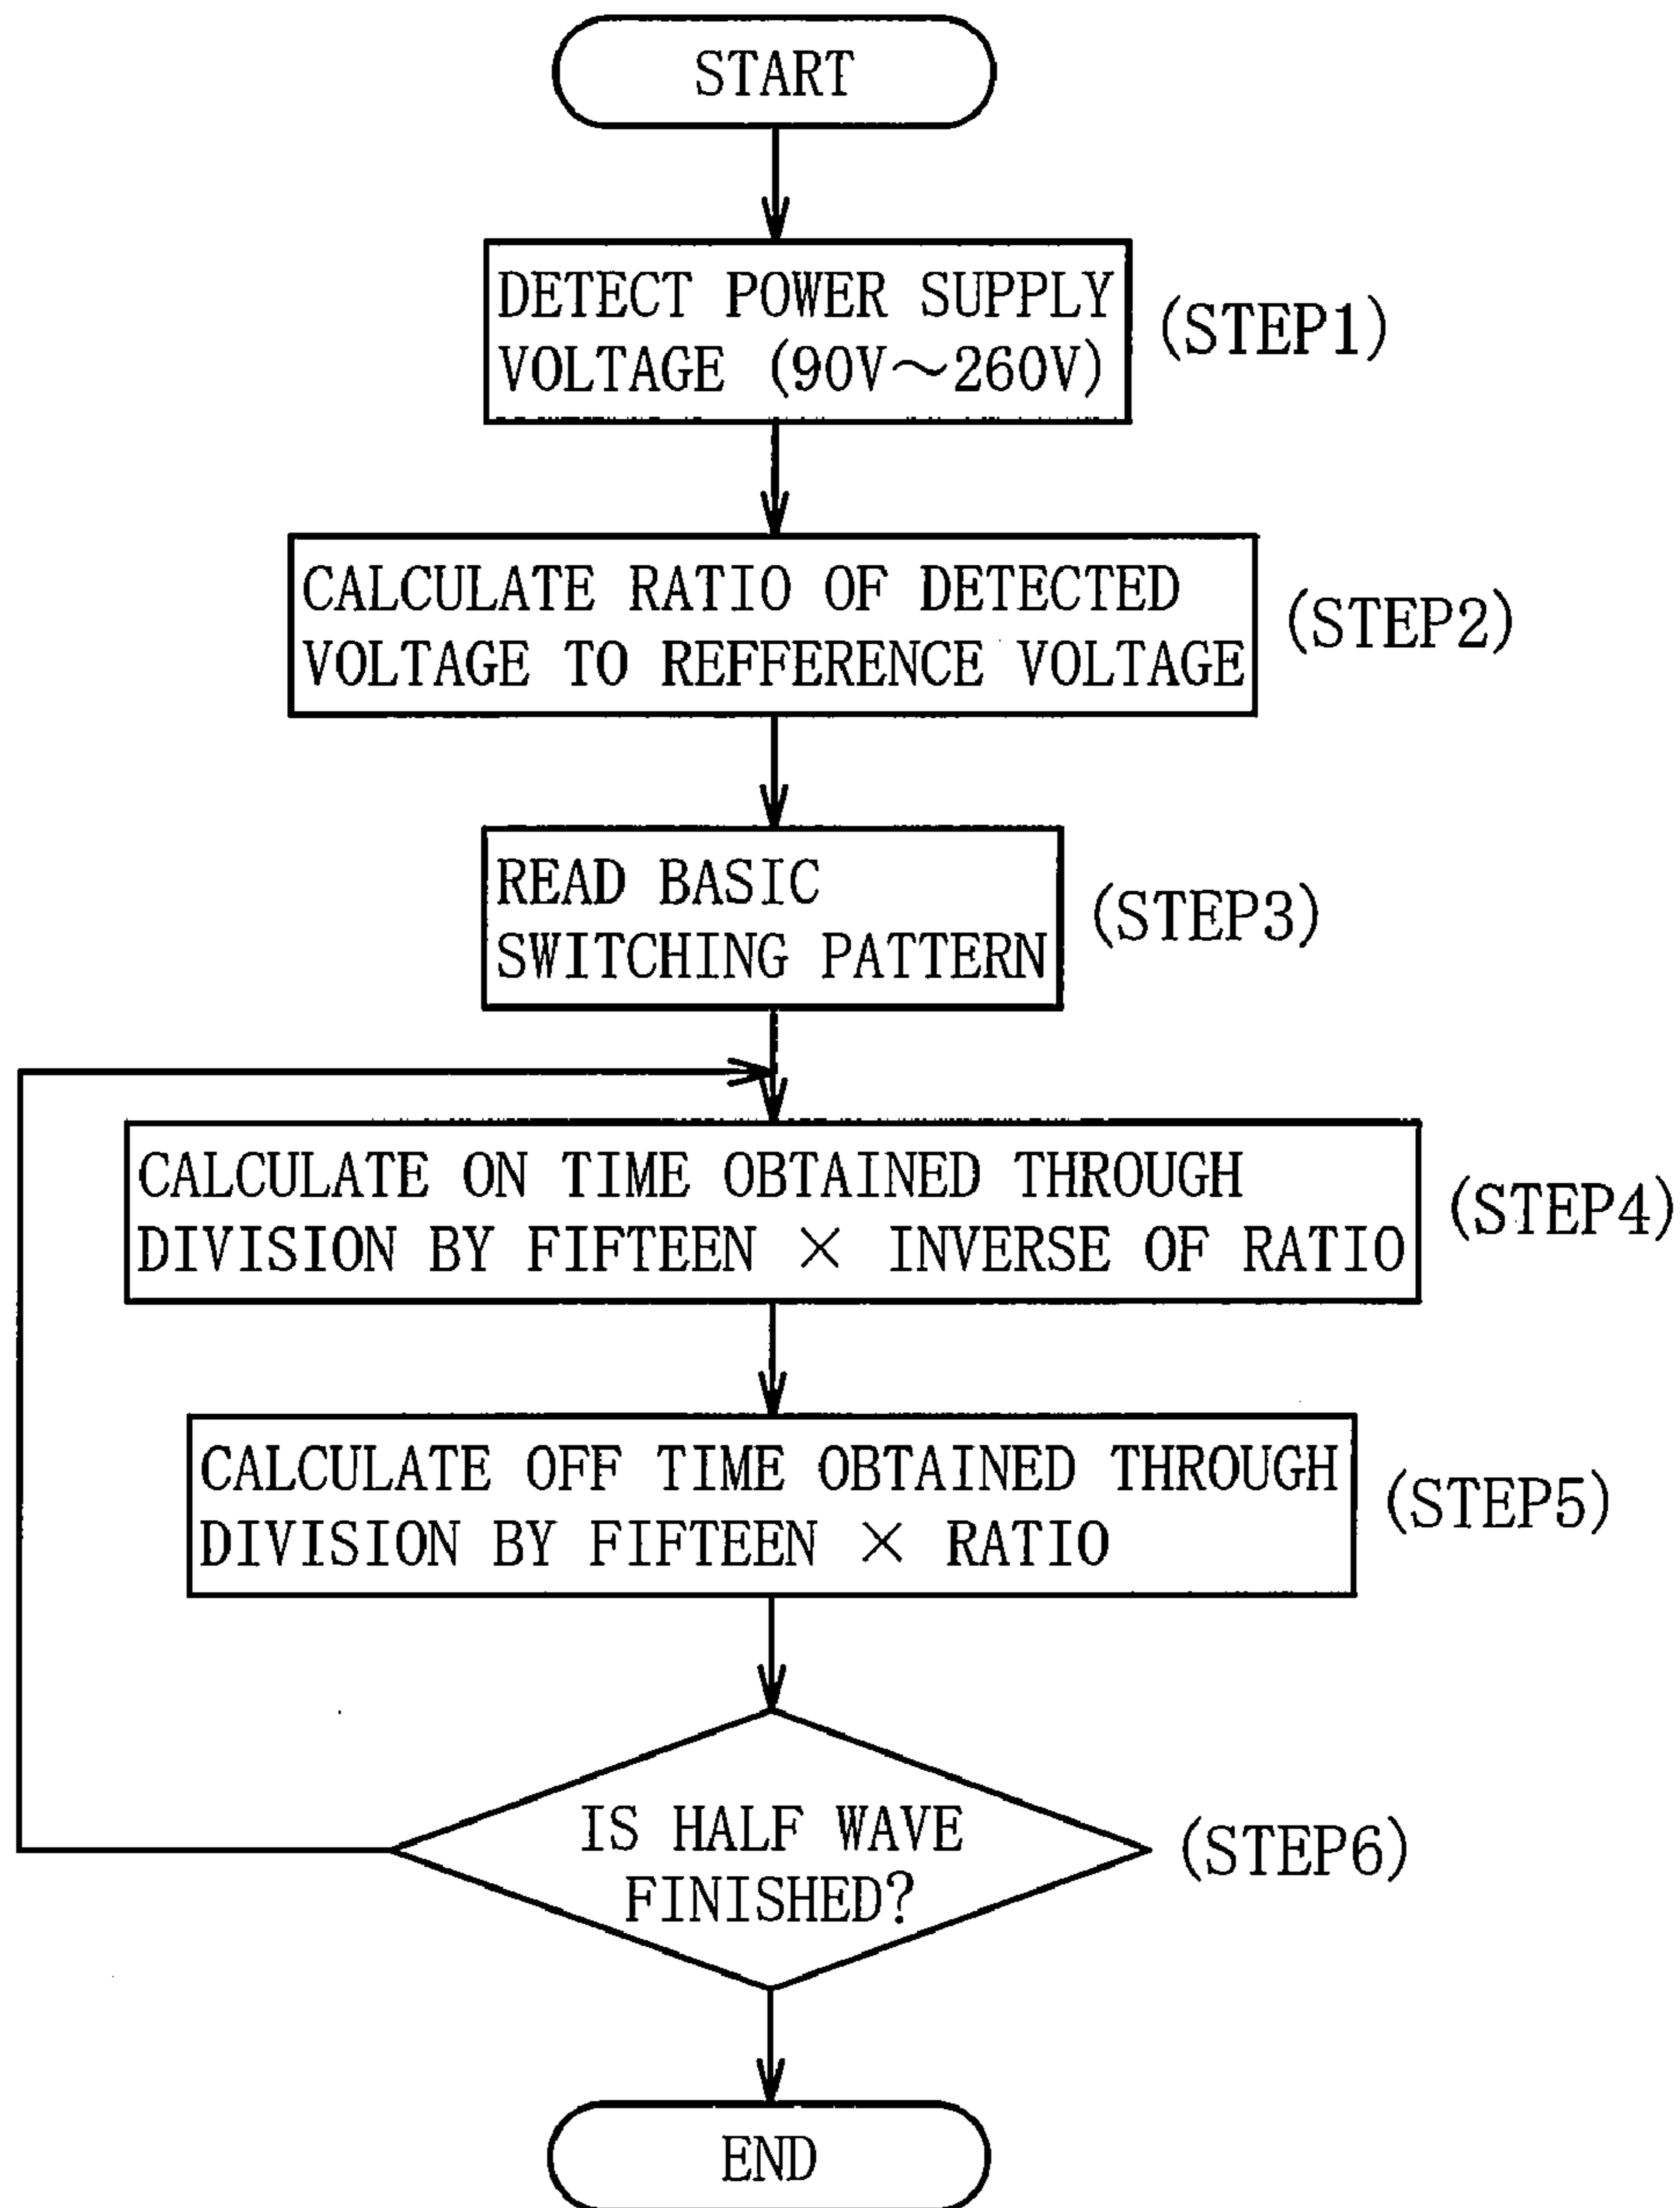 START
DETECT POWER SUPPLY
VOLTAGE (90V～260V)
(STEP1)
CALCULATE RATIO OF DETECTED
VOLTAGE TO REFFERENCE VOLTAGE
(STEP2)
READ BASIC
SWITCHING PATTERN
(STEP3)
CALCULATE ON TIME OBTAINED THROUGH
DIVISION BY FIFTEEN × INVERSE OF RATIO
(STEP4)
CALCULATE OFF TIME OBTAINED THROUGH
DIVISION BY FIFTEEN × RATIO
(STEP5)
IS HALF WAVE
FINISHED?
(STEP6)
END